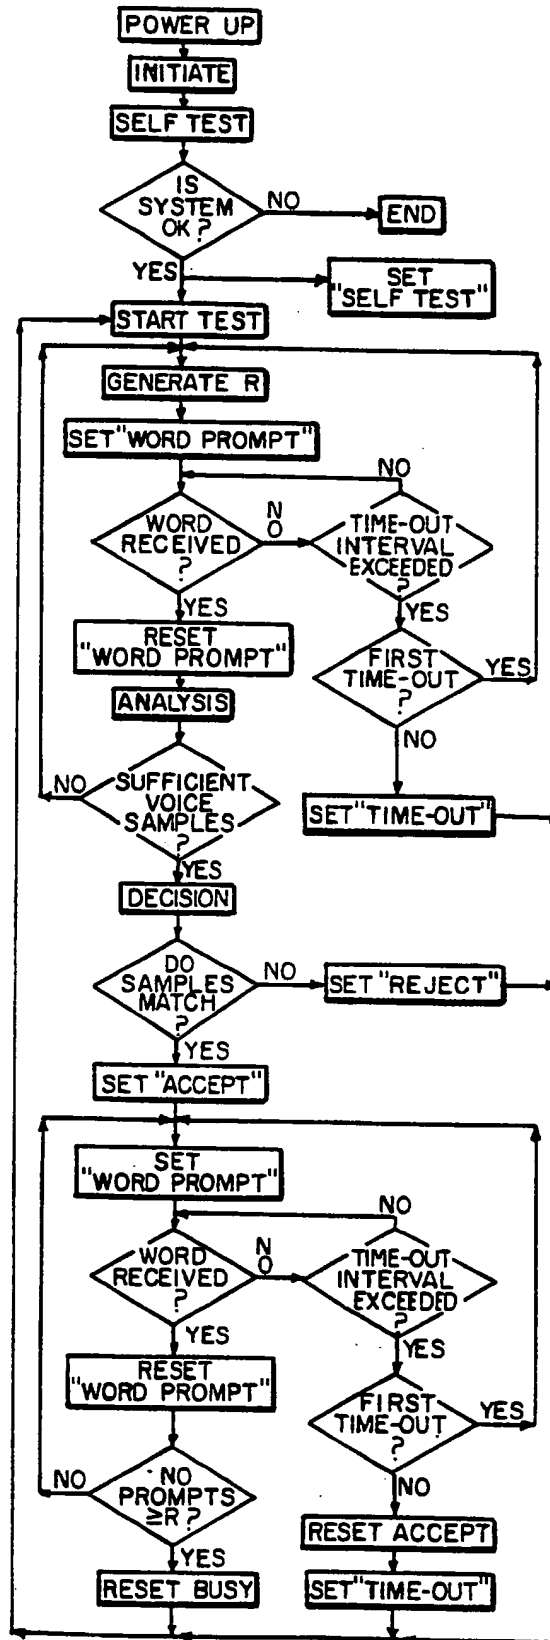 POWER UP
INITIATE
SELF TEST
IS
SYSTEM
OK?
NO
END
YES
SET
"SELF TEST"
START TEST
GENERATE R
SET "WORD PROMPT"
NO
WORD
RECEIVED
?
NO
TIME-OUT
INTERVAL
EXCEEDED
?
YES
YES
RESET
"WORD PROMPT"
FIRST
TIME-OUT
?
YES
ANALYSIS
NO
NO
SUFFICIENT
VOICE
SAMPLES
?
SET "TIME-OUT"
YES
DECISION
DO
SAMPLES
MATCH
?
NO
SET "REJECT"
YES
SET "ACCEPT"
SET
"WORD PROMPT"
NO
WORD
RECEIVED
?
NO
TIME-OUT
INTERVAL
EXCEEDED
?
YES
YES
RESET
"WORD PROMPT"
FIRST
TIME-OUT
?
YES
NO
NO
PROMPTS
≥R?
NO
RESET ACCEPT
YES
RESET BUSY
SET "TIME-OUT"